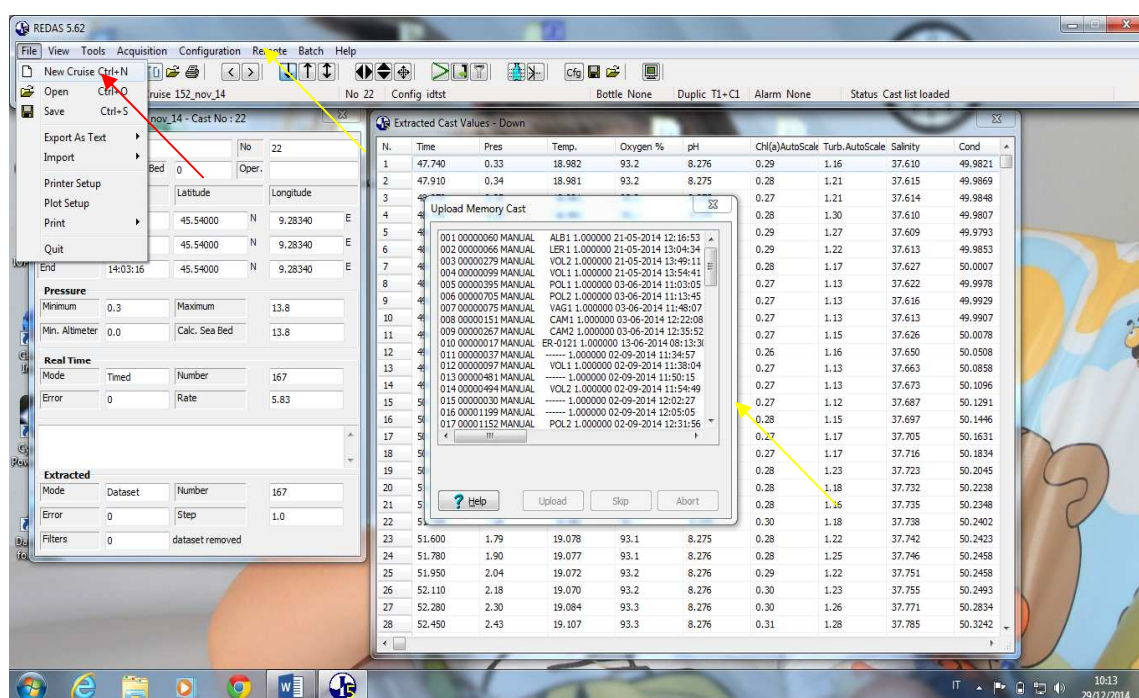 REDAS 5.62
File View Tools Acquisition Configuration Remote Batch Help
New Cruise Ctrl+N
Open Ctrl+O
Save Ctrl+S
Export As Text
Import
Printer Setup
Plot Setup
Print
Quit
Cfg
152_nov_14 No 22 Config idtst Bottle None Duplic T1+C1 Alarm None Status Cast list loaded
nov_14 - Cast No : 22
No 22
Bed 0 Oper.
Latitude Longitude
45.54000 N 9.28340 E
45.54000 N 9.28340 E
End 14:03:16 45.54000 N 9.28340 E
Pressure
Minimum 0.3 Maximum 13.8
Min. Altimeter 0.0 Calc. Sea Bed 13.8
Real Time
Mode Timed Number 167
Error 0 Rate 5.83
Extracted
Mode Dataset Number 167
Error 0 Step 1.0
Filters 0 dataset removed
Extracted Cast Values - Down
N. Time Pres Temp. Oxygen % pH Chl(a)AutoScale Turb.AutoScale Salinity Cond
1 47.740 0.33 18.982 93.2 8.276 0.29 1.16 37.610 49.9821
2 47.910 0.34 18.981 93.2 8.275 0.28 1.21 37.615 49.9869
3 0.27 1.21 37.614 49.9848
4 0.28 1.30 37.610 49.9807
5 0.29 1.27 37.609 49.9793
6 0.29 1.22 37.613 49.9853
7 0.28 1.17 37.627 50.0007
8 0.27 1.13 37.622 49.9978
9 0.27 1.13 37.616 49.9929
10 0.27 1.13 37.613 49.9907
11 0.27 1.15 37.626 50.0078
12 0.26 1.16 37.650 50.0508
13 0.27 1.13 37.663 50.0858
14 0.27 1.13 37.673 50.1096
15 0.27 1.12 37.687 50.1291
16 0.28 1.15 37.697 50.1446
17 0.27 1.17 37.705 50.1631
18 0.27 1.17 37.716 50.1834
19 0.28 1.23 37.723 50.2045
20 0.28 1.18 37.732 50.2238
21 0.28 1.16 37.735 50.2348
22 0.30 1.18 37.738 50.2402
23 51.600 1.79 19.078 93.1 8.275 0.28 1.22 37.742 50.2423
24 51.780 1.90 19.077 93.1 8.276 0.28 1.25 37.746 50.2458
25 51.950 2.04 19.072 93.2 8.276 0.29 1.22 37.751 50.2458
26 52.110 2.18 19.070 93.2 8.276 0.30 1.23 37.755 50.2493
27 52.280 2.30 19.084 93.3 8.276 0.30 1.26 37.771 50.2834
28 52.450 2.43 19.107 93.3 8.276 0.31 1.28 37.785 50.3242
Upload Memory Cast
001 00000060 MANUAL ALB1 1.000000 21-05-2014 12:16:53
002 00000066 MANUAL LER1 1.000000 21-05-2014 13:04:34
003 00000279 MANUAL VOL2 1.000000 21-05-2014 13:49:11
004 00000099 MANUAL VOL1 1.000000 21-05-2014 13:54:41
005 00000395 MANUAL POL1 1.000000 03-06-2014 11:03:05
006 00000705 MANUAL POL2 1.000000 03-06-2014 11:13:45
007 00000075 MANUAL VAG1 1.000000 03-06-2014 11:48:07
008 00000151 MANUAL CAM1 1.000000 03-06-2014 12:22:08
009 00000267 MANUAL CAM2 1.000000 03-06-2014 12:35:52
010 00000017 MANUAL ER-0121 1.000000 13-06-2014 08:13:30
011 00000037 MANUAL ------ 1.000000 02-09-2014 11:34:57
012 00000097 MANUAL VOL1 1.000000 02-09-2014 11:38:04
013 00000481 MANUAL ------ 1.000000 02-09-2014 11:50:15
014 00000494 MANUAL VOL2 1.000000 02-09-2014 11:54:49
015 00000030 MANUAL ------ 1.000000 02-09-2014 12:02:27
016 00001199 MANUAL ------ 1.000000 02-09-2014 12:05:05
017 00001152 MANUAL POL2 1.000000 02-09-2014 12:31:56
Help Upload Skip Abort
IT 10:13
29/12/2014